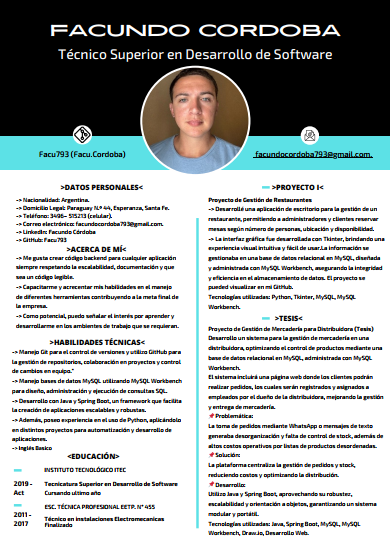 FACUNDO CORDOBA
Técnico Superior en Desarrollo de Software
Facu793 (Facu.Cordoba)
facundocordoba793@gmail.com.
>DATOS PERSONALES<
-> Nacionalidad: Argentina.
-> Domicilio Legal: Paraguay N.º 44, Esperanza, Santa Fe.
-> Teléfono: 3496- 515213 (celular).
-> Correo electrónico: facundocordoba793@gmail.com.
-> Linkedln: Facundo Córdoba
-> GitHub: Facu793
>ACERCA DE MÍ<
-> Me gusta crear código backend para cualquier aplicación
siempre respetando la escalabilidad, documentación y que
sea un código legible.
-> Capacitarme y acrecentar mis habilidades en el manejo
de diferentes herramientas contribuyendo a la meta final de
la empresa.
-> Como potencial, puedo señalar el interés por aprender y
desarrollarme en los ambientes de trabajo que se requieran.
>HABILIDADES TÉCNICAS<
-> Manejo Git para el control de versiones y utilizo GitHub para
la gestión de repositorios, colaboración en proyectos y control
de cambios en equipo."
-> Manejo bases de datos MySQL utilizando MySQL Workbench
para diseño, administración y ejecución de consultas SQL.
-> Desarrollo con Java y Spring Boot, un framework que facilita
la creación de aplicaciones escalables y robustas.
-> Además, poseo experiencia en el uso de Python, aplicándolo
en distintos proyectos para automatización y desarrollo de
aplicaciones.
-> Inglés Basico
<EDUCACIÓN>
INSTITUTO TECNOLÓGICO ITEC
2019 -
Act
Tecnicatura Superior en Desarrollo de Software
Cursando ultimo año
ESC. TÉCNICA PROFESIONAL EETP. N° 455
2011 -
2017
Técnico en instalaciones Electromecanicas
Finalizado
>PROYECTO I<
Proyecto de Gestión de Restaurantes
-> Desarrollé una aplicación de escritorio para la gestión de un
restaurante, permitiendo a administradores y clientes reservar
mesas según número de personas, ubicación y disponibilidad.
-> La interfaz gráfica fue desarrollada con Tkinter, brindando una
experiencia visual intuitiva y fácil de usar.La información se
gestionaba en una base de datos relacional en MySQL, diseñada
y administrada con MySQL Workbench, asegurando la integridad
y eficiencia en el almacenamiento de datos. El proyecto se
pueded visualizar en mi GitHub.
Tecnologías utilizadas: Python, Tkinter, MySQL, MySQL
Workbench.
>TESIS<
Proyecto de Gestión de Mercadería para Distribuidora (Tesis)
Desarrollo un sistema para la gestión de mercadería en una
distribuidora, optimizando el control de productos mediante una
base de datos relacional en MySQL, administrada con MySQL
Workbench.
El sistema incluirá una página web donde los clientes podrán
realizar pedidos, los cuales serán registrados y asignados a
empleados por el dueño de la distribuidora, mejorando la gestión
y entrega de mercadería.
📌 Problemática:
La toma de pedidos mediante WhatsApp o mensajes de texto
generaba desorganización y falta de control de stock, además de
altos costos operativos por listas de productos desordenadas.
📌 Solución:
La plataforma centraliza la gestión de pedidos y stock,
reduciendo costos y optimizando la distribución.
📌 Desarrollo:
Utilizo Java y Spring Boot, aprovechando su robustez,
escalabilidad y orientación a objetos, garantizando un sistema
modular y portátil.
Tecnologías utilizadas: Java, Spring Boot, MySQL, MySQL
Workbench, Draw.io, Desarrollo Web.